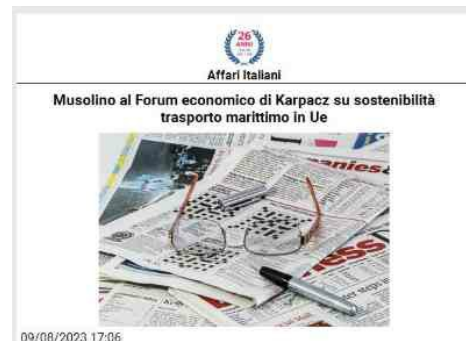 26
ANNO
Affari Italiani
Musolino al Forum economico di Karpacz su sostenibilità
trasporto marittimo in Ue
09/08/2023 17:06